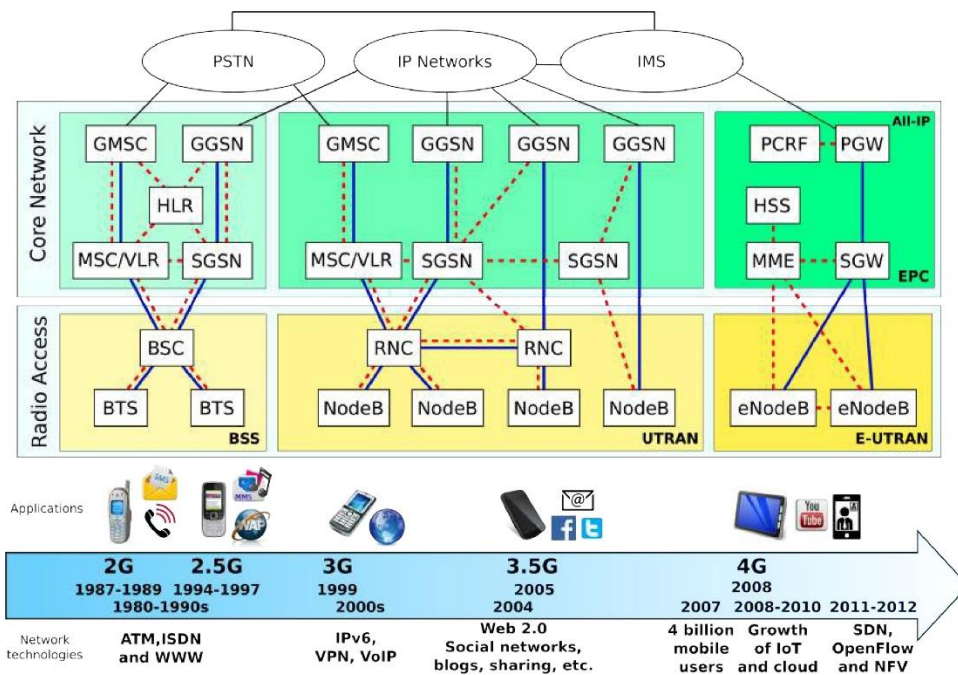 PSTN
IP Networks
IMS
Core Network
All-IP
GMSC
GGSN
GMSC
GGSN
GGSN
GGSN
PCRF
PGW
HLR
HSS
MSC/VLR
SGSN
MSC/VLR
SGSN
SGSN
MME
SGW
EPC
Radio Access
BSC
RNC
RNC
BTS
BTS
NodeB
NodeB
NodeB
NodeB
eNodeB
eNodeB
BSS
UTRAN
E-UTRAN
Applications
SMS
MMS
WAP
@
f
t
You
Tube
A
2G
2.5G
3G
3.5G
4G
1987-1989
1994-1997
1999
2005
2008
1980-1990s
2000s
2004
2007
2008-2010
2011-2012
Network
technologies
ATM,ISDN
and WWW
IPv6,
VPN, VoIP
Web 2.0
Social networks,
blogs, sharing, etc.
4 billion
mobile
users
Growth
of IoT
and cloud
SDN,
OpenFlow
and NFV